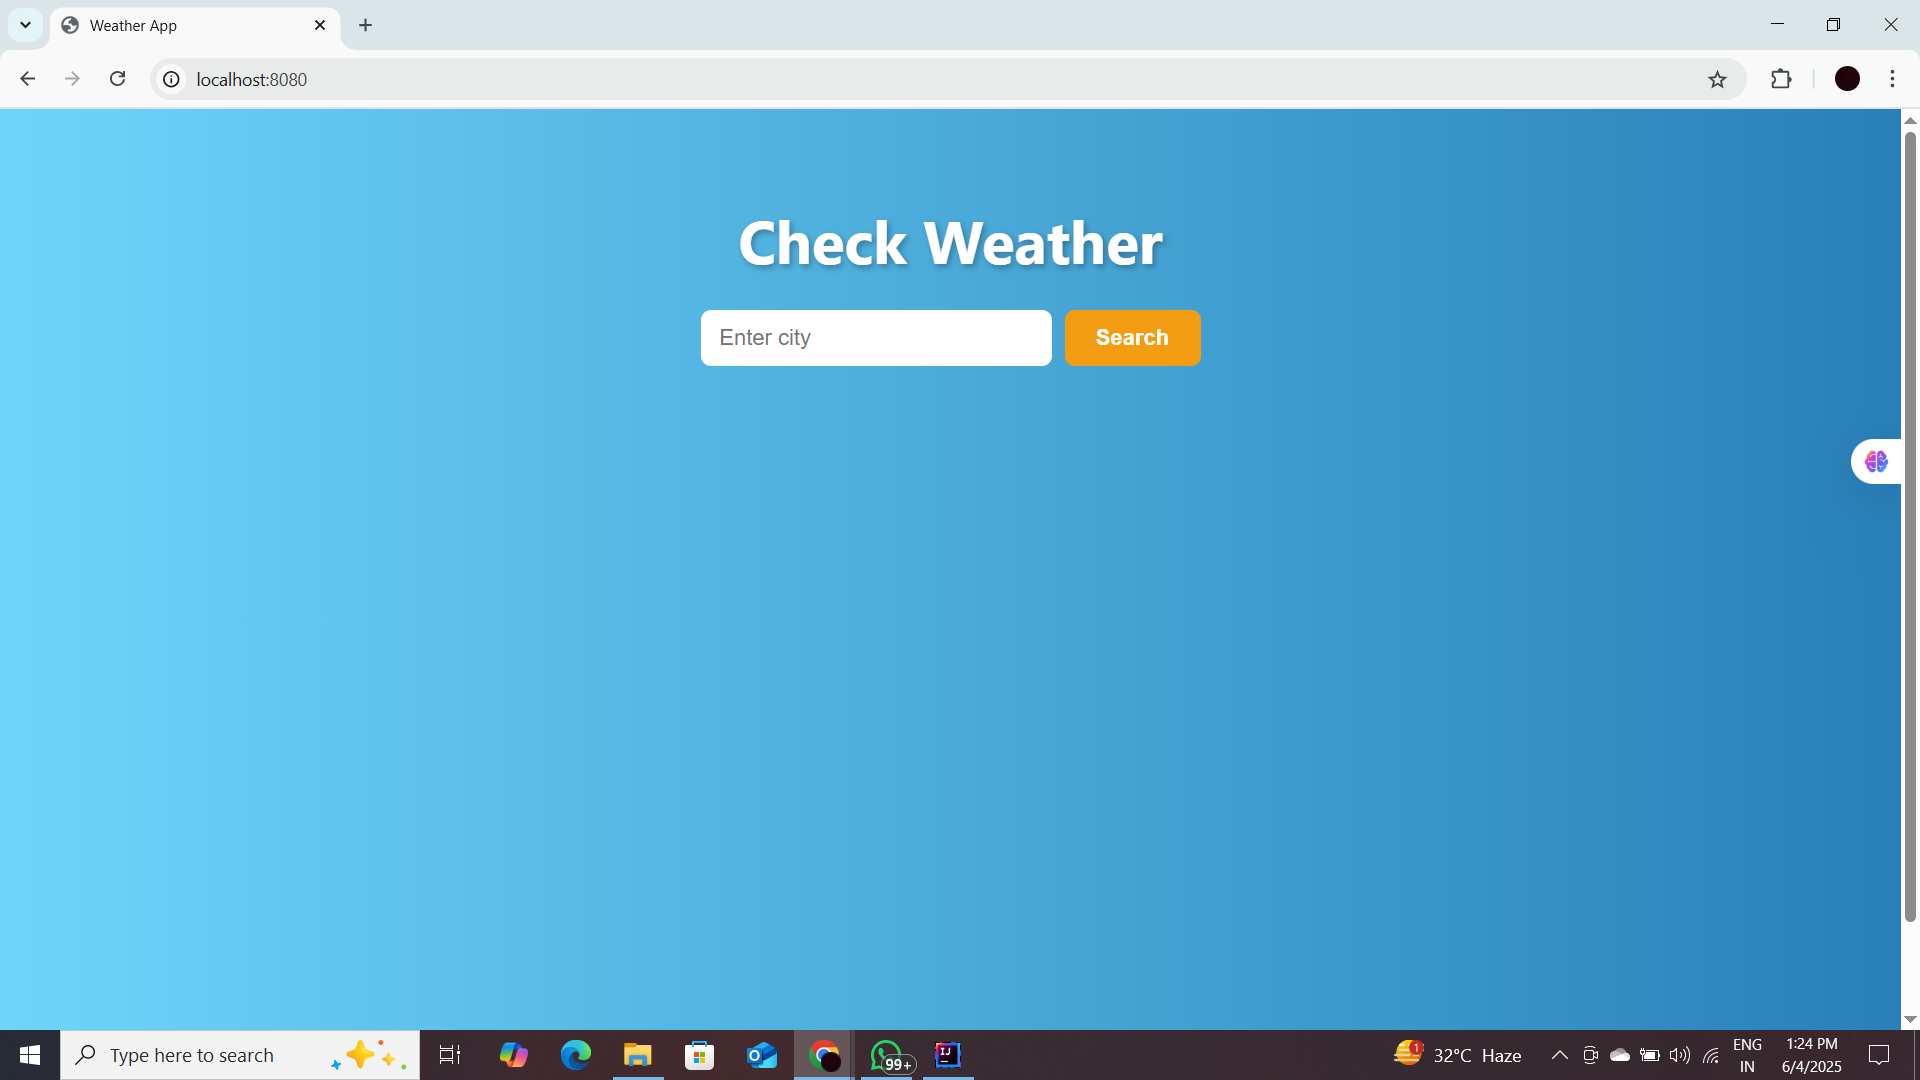 Weather App
localhost:8080
Check Weather
Enter city
Search
Type here to search
99+
IJ
1
32°C Haze
ENG
IN
1:24 PM
6/4/2025